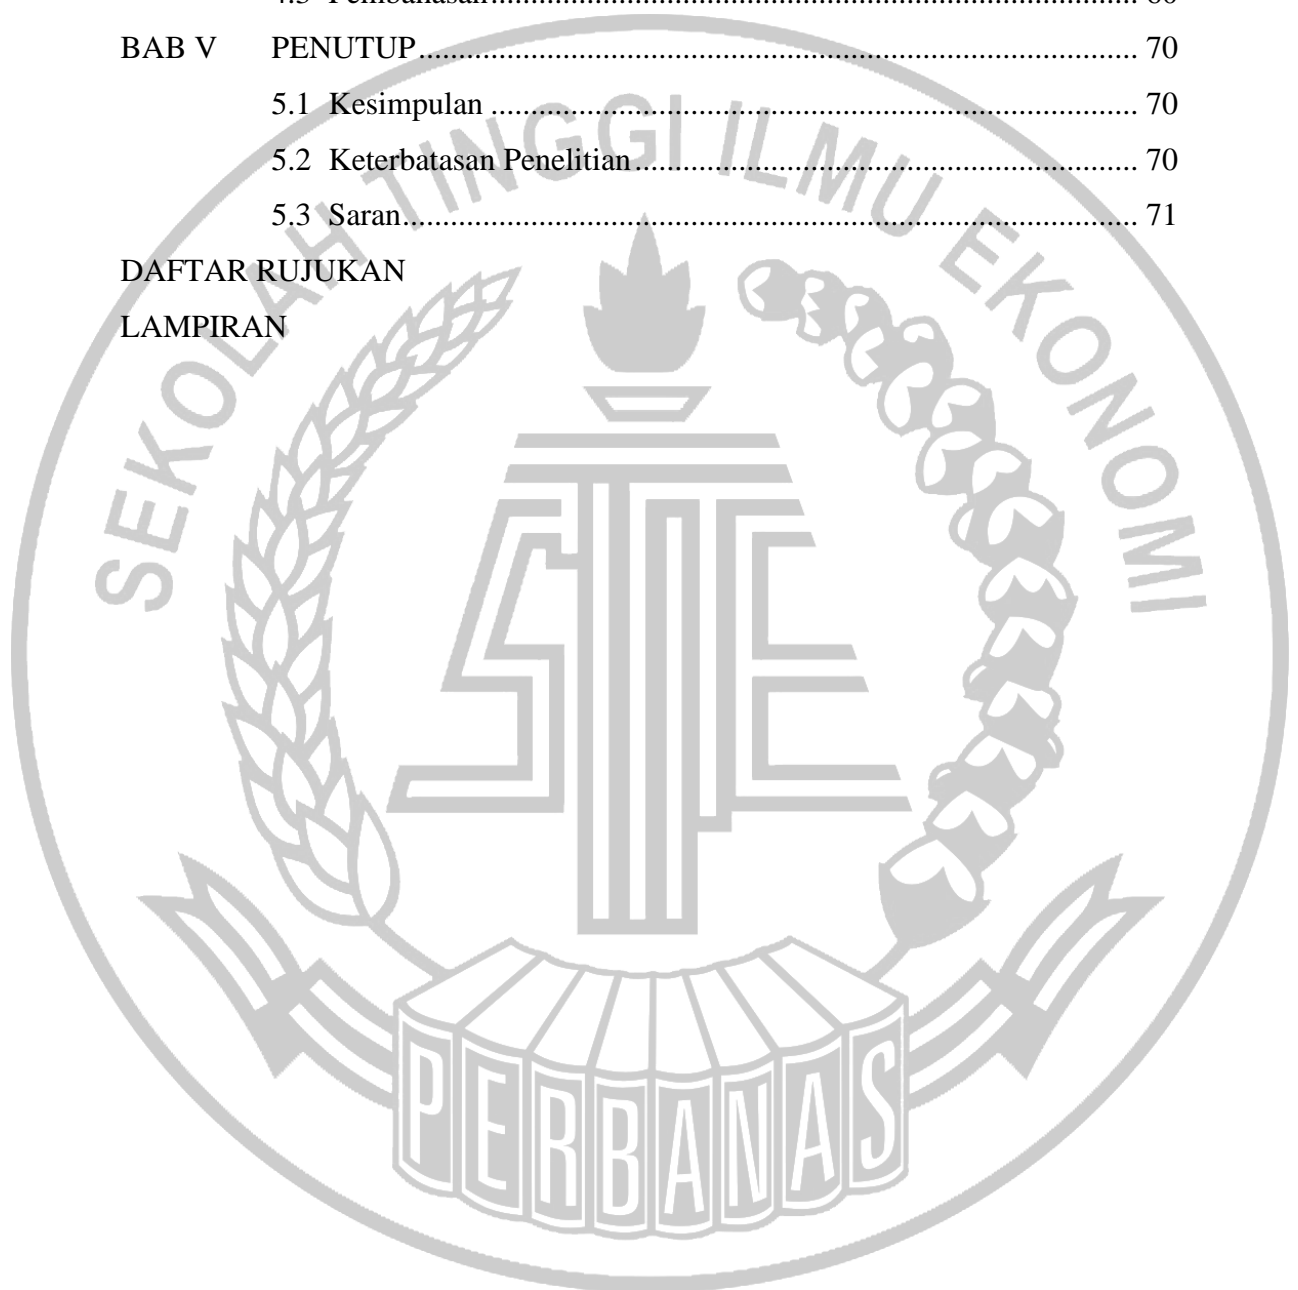 BAB V PENUTUP.......................................................................................... 70
5.1 Kesimpulan ................................................................................. 70
5.2 Keterbatasan Penelitian............................................................... 70
5.3 Saran............................................................................................ 71
DAFTAR RUJUKAN
LAMPIRAN
SEKOLAH TINGGI ILMU EKONOMI
STIE
PERBANAS